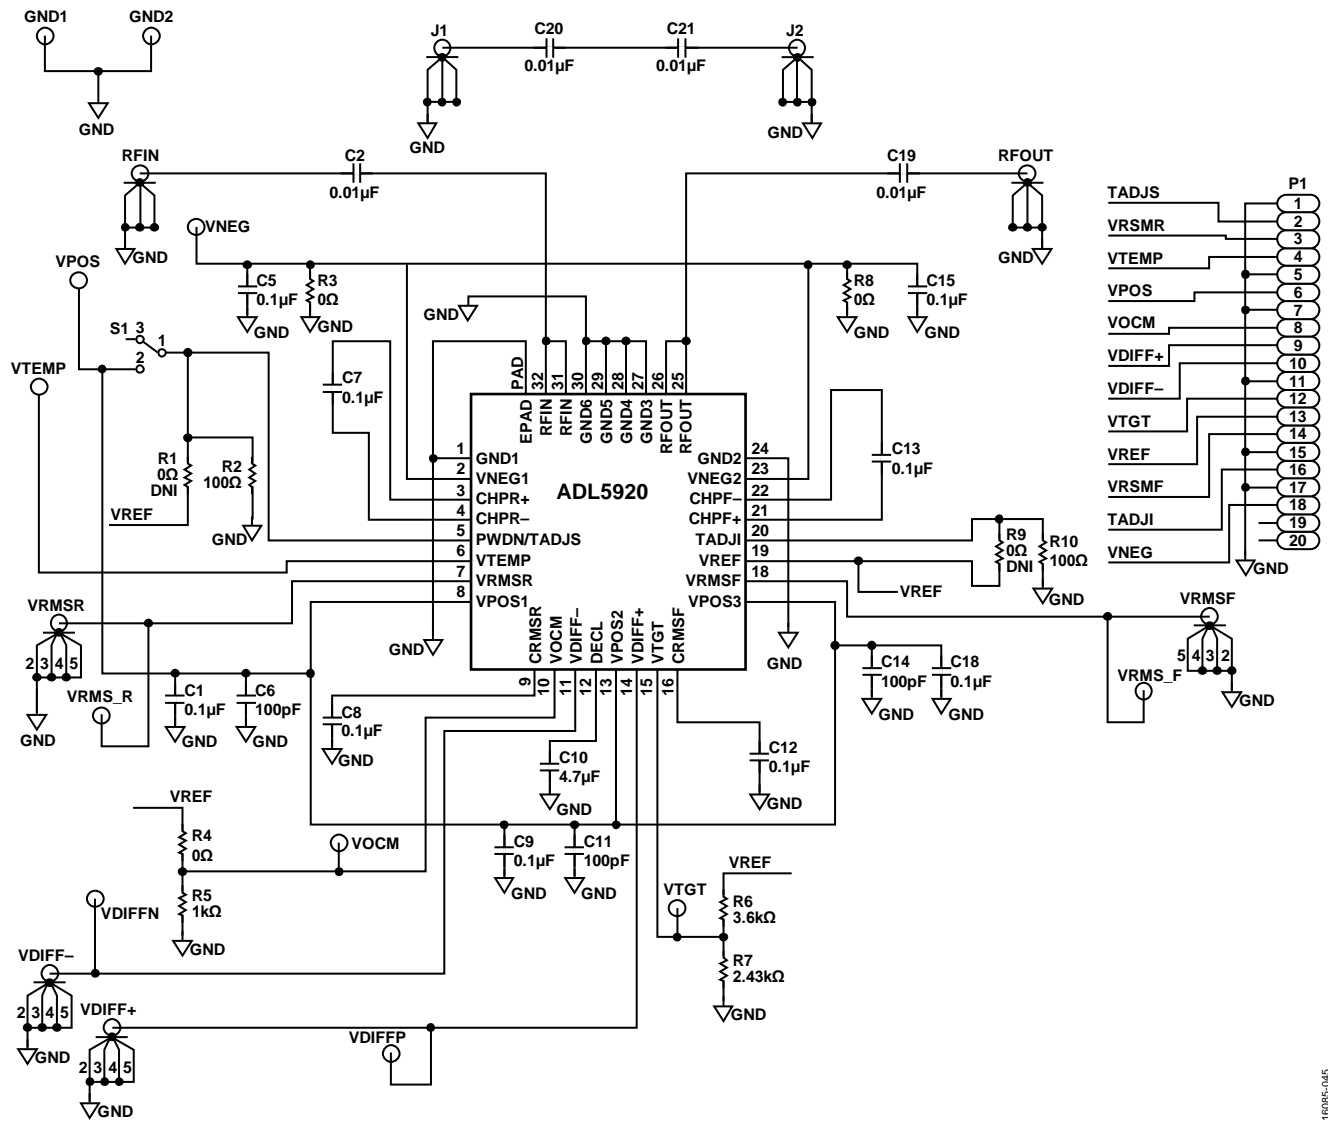 GND1
GND2
GND
J1
C20
0.01µF
C21
0.01µF
J2
GND
GND
RFIN
C2
0.01µF
GND
C19
0.01µF
RFOUT
GND
VNEG
VPOS
C5
0.1µF
GND
R3
0Ω
GND
GND
R8
0Ω
GND
C15
0.1µF
GND
S1
3
1
2
VTEMP
C7
0.1µF
R1
0Ω
DNI
R2
100Ω
VREF
GND
PAD
32
31
30
29
28
27
26
25
EPAD
RFIN
RFIN
GND6
GND5
GND4
GND3
RFOUT
RFOUT
ADL5920
1 GND1
2 VNEG1
3 CHPR+
4 CHPR–
5 PWDN/TADJS
6 VTEMP
7 VRMSR
8 VPOS1
GND2 24
VNEG2 23
CHPF– 22
CHPF+ 21
TADJI 20
VREF 19
VRMSF 18
VPOS3 17
CRMSR
VOCM
VDIFF–
DECL
VPOS2
VDIFF+
VTGT
CRMSF
9
10
11
12
13
14
15
16
C13
0.1µF
R9
0Ω
DNI
R10
100Ω
GND
VREF
GND
GND
P1
TADJS
VRSMR
VTEMP
VPOS
VOCM
VDIFF+
VDIFF–
VTGT
VREF
VRSMF
TADJI
VNEG
1
2
3
4
5
6
7
8
9
10
11
12
13
14
15
16
17
18
19
20
GND
VRMSR
2 3 4 5
GND
VRMS_R
C1
0.1µF
GND
C6
100pF
GND
C8
0.1µF
GND
C10
4.7µF
GND
C12
0.1µF
GND
C14
100pF
GND
C18
0.1µF
GND
VRMSF
5 4 3 2
GND
VRMS_F
VREF
R4
0Ω
R5
1kΩ
GND
VOCM
C9
0.1µF
GND
C11
100pF
GND
VREF
VTGT
R6
3.6kΩ
R7
2.43kΩ
GND
VDIFFN
VDIFF–
2 3 4 5
GND
VDIFF+
2 3 4 5
GND
VDIFFP
16085-045